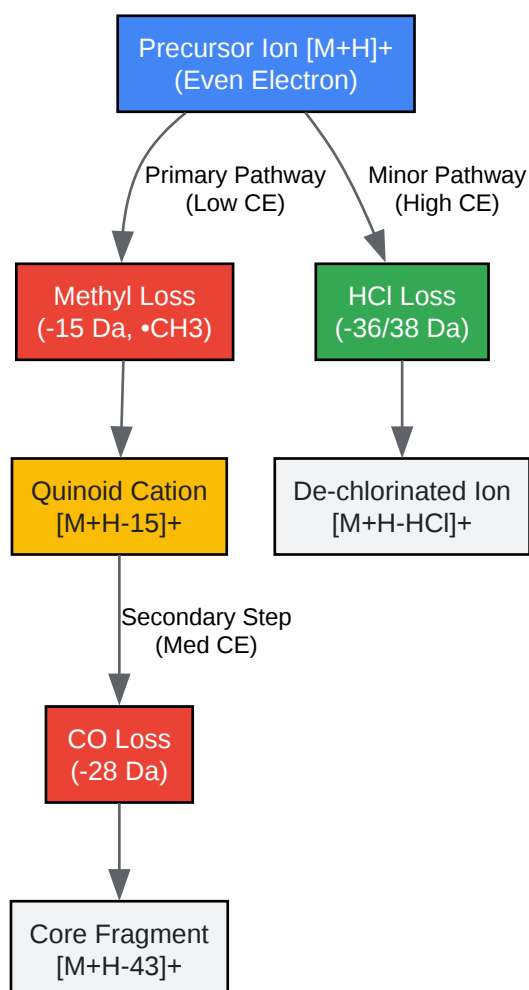 Precursor Ion [M+H]+
(Even Electron)
Primary Pathway
(Low CE)
Minor Pathway
(High CE)
Methyl Loss
(-15 Da, •CH3)
HCl Loss
(-36/38 Da)
Quinoid Cation
[M+H-15]+
De-chlorinated Ion
[M+H-HCl]+
Secondary Step
(Med CE)
CO Loss
(-28 Da)
Core Fragment
[M+H-43]+